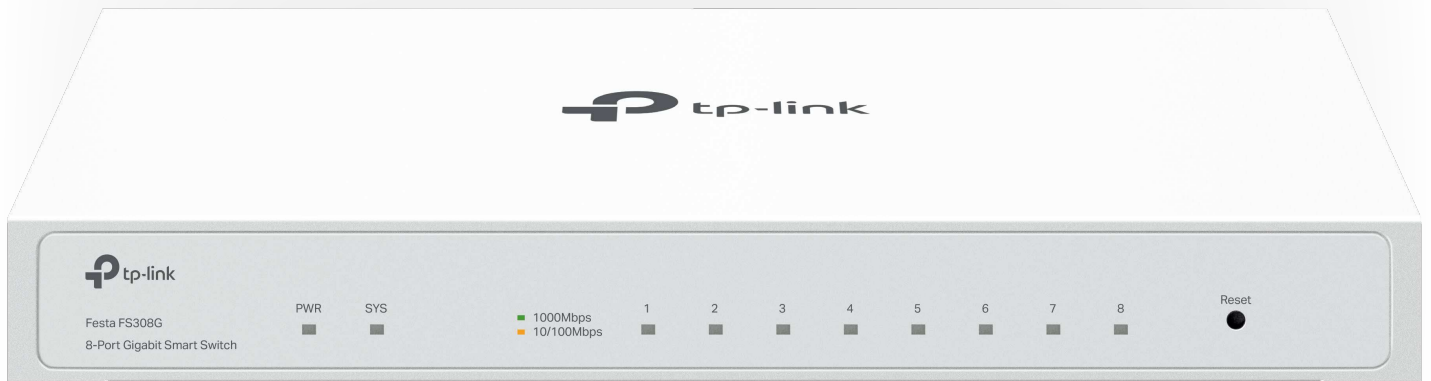 tp-link
tp-link
Festa FS308G
8-Port Gigabit Smart Switch
PWR SYS
1000Mbps
10/100Mbps
1 2 3 4 5 6 7 8
Reset